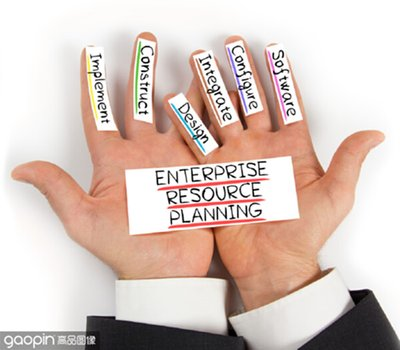 Implement
Construct
Design
Integrate
Configure
Software
ENTERPRISE
RESOURCE
PLANNING
gaopin 高品图像